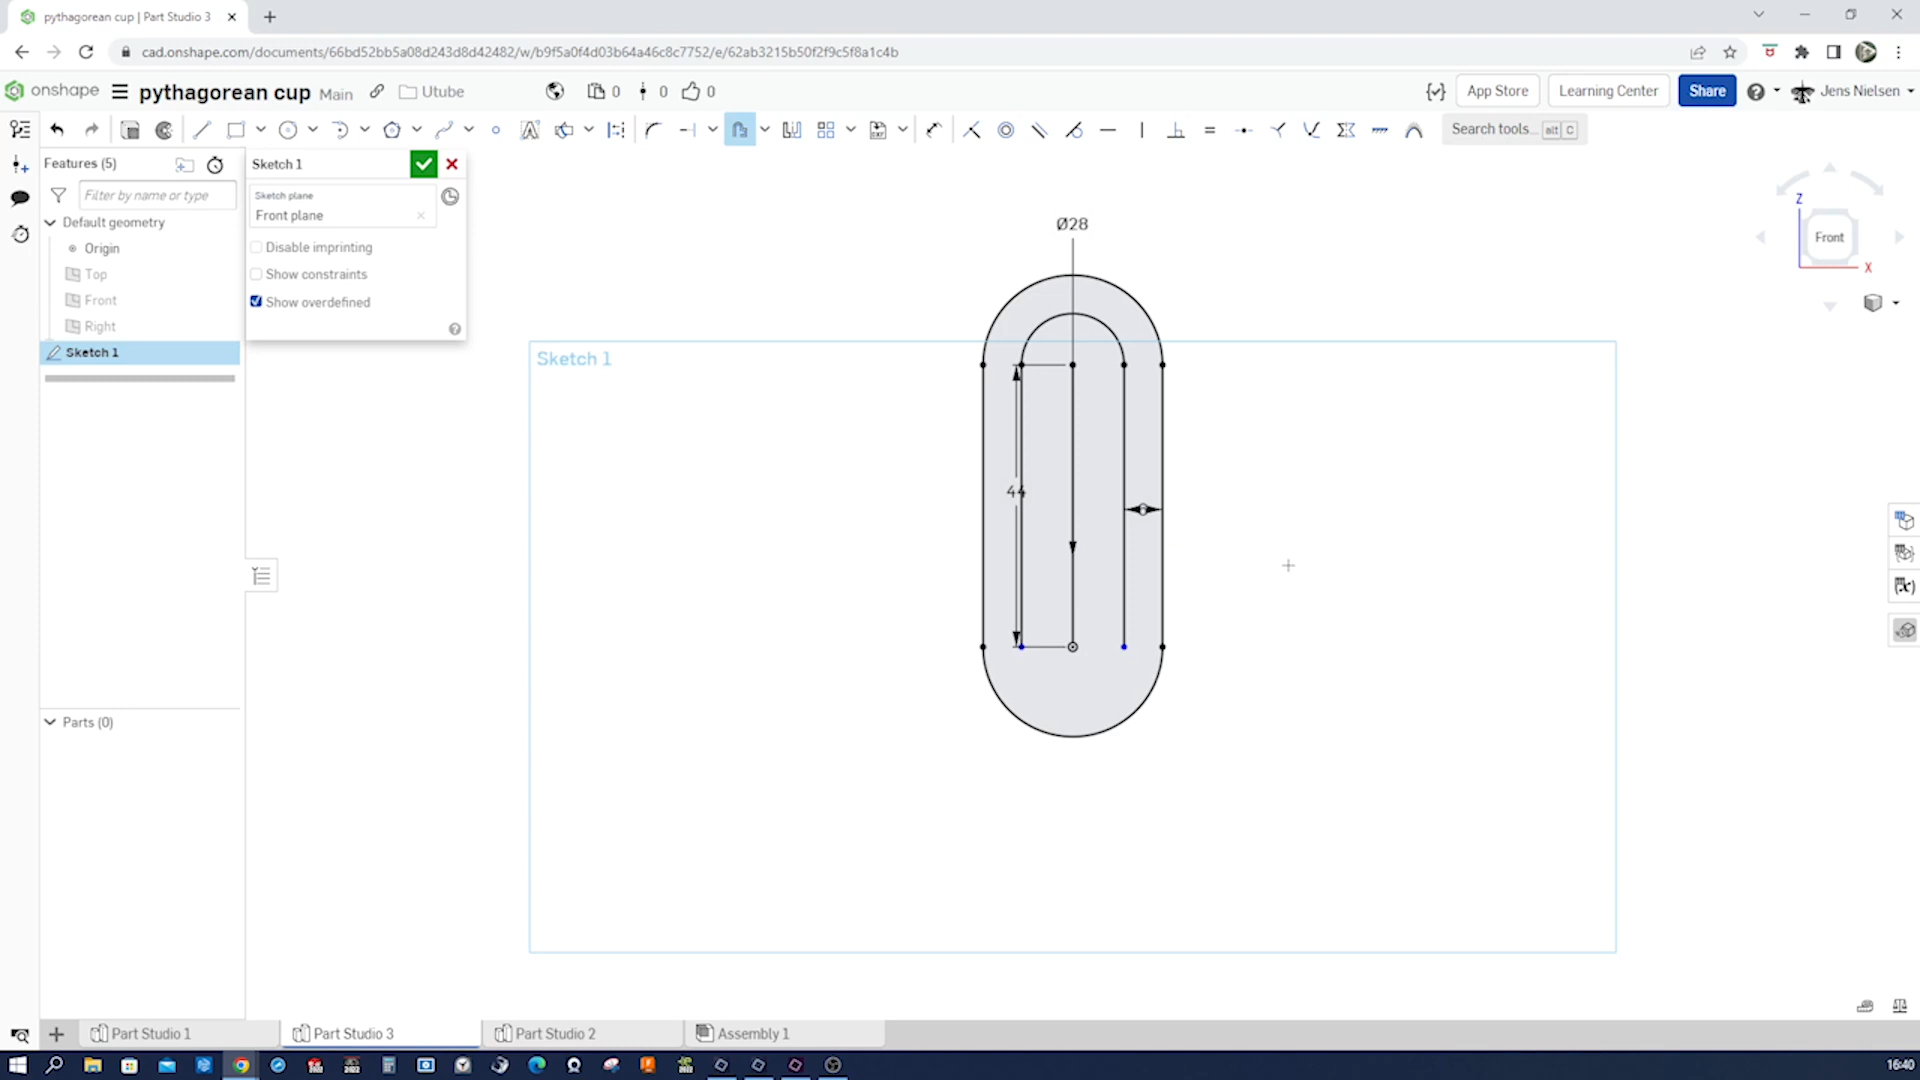 pythagorean cup | Part Studio 3
cad.onshape.com/documents/66bd52bb5a08d243d8d42482/w/b9f5a0f4d03b64a46c8c7752/e/62ab3215b50f2f9c5f8a1c4b
onshape
pythagorean cup Main
Utube
0
0
0
App Store
Learning Center
Share
Jens Nielsen
Search tools... alt C
Features (5)
Filter by name or type
Default geometry
Origin
Top
Front
Right
Sketch 1
Parts (0)
Sketch 1
Sketch plane
Front plane
Disable imprinting
Show constraints
Show overdefined
Sketch 1
Ø28
44
Z
Front
X
Part Studio 1
Part Studio 3
Part Studio 2
Assembly 1
16:40